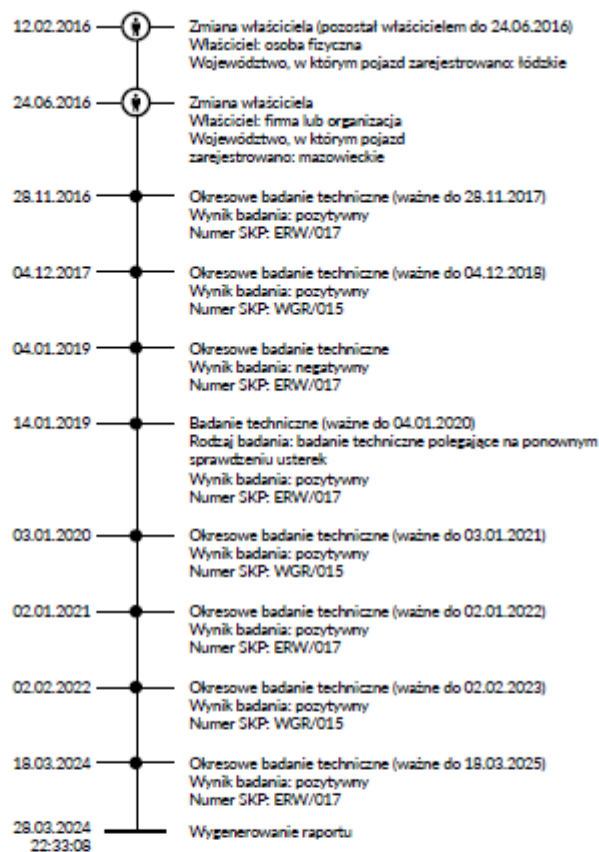 12.02.2016 Zmiana właściciela (pozostał właścicielem do 24.06.2016)
Właściciel: osoba fizyczna
Województwo, w którym pojazd zarejestrowano: łódzkie
24.06.2016 Zmiana właściciela
Właściciel: firma lub organizacja
Województwo, w którym pojazd
zarejestrowano: mazowieckie
28.11.2016 Okresowe badanie techniczne (ważne do 28.11.2017)
Wynik badania: pozytywny
Numer SKP: ERW/017
04.12.2017 Okresowe badanie techniczne (ważne do 04.12.2018)
Wynik badania: pozytywny
Numer SKP: WGR/015
04.01.2019 Okresowe badanie techniczne
Wynik badania: negatywny
Numer SKP: ERW/017
14.01.2019 Badanie techniczne (ważne do 04.01.2020)
Rodzaj badania: badanie techniczne polegające na ponownym
sprawdzeniu usterek
Wynik badania: pozytywny
Numer SKP: ERW/017
03.01.2020 Okresowe badanie techniczne (ważne do 03.01.2021)
Wynik badania: pozytywny
Numer SKP: WGR/015
02.01.2021 Okresowe badanie techniczne (ważne do 02.01.2022)
Wynik badania: pozytywny
Numer SKP: ERW/017
02.02.2022 Okresowe badanie techniczne (ważne do 02.02.2023)
Wynik badania: pozytywny
Numer SKP: WGR/015
18.03.2024 Okresowe badanie techniczne (ważne do 18.03.2025)
Wynik badania: pozytywny
Numer SKP: ERW/017
28.03.2024 Wygenerowanie raportu
22:33:08